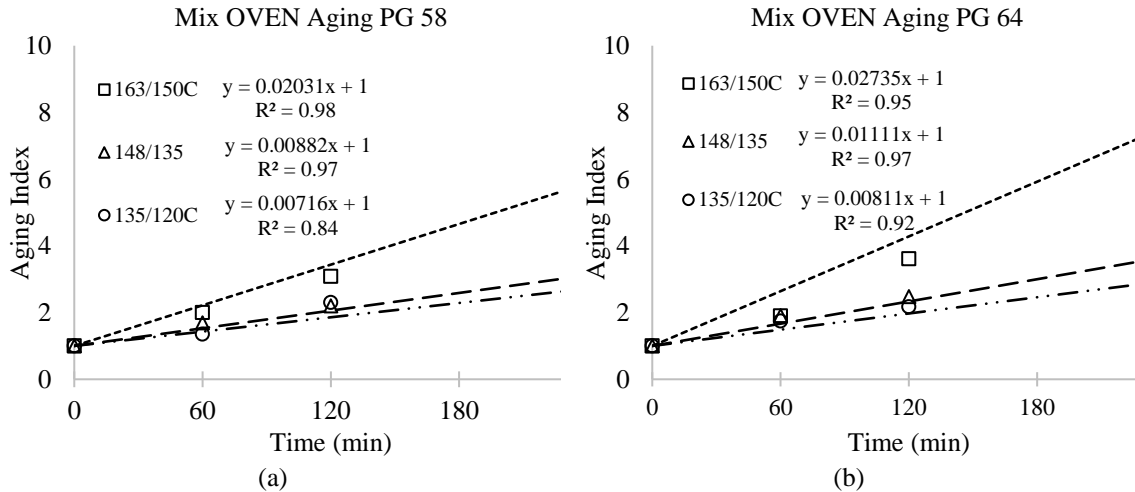 Mix OVEN Aging PG 58
10
8
6
4
2
0
Aging Index
163/150C y = 0.02031x + 1
R² = 0.98
148/135 y = 0.00882x + 1
R² = 0.97
135/120C y = 0.00716x + 1
R² = 0.84
0 60 120 180
Time (min)
(a)
Mix OVEN Aging PG 64
10
8
6
4
2
0
Aging Index
163/150C y = 0.02735x + 1
R² = 0.95
148/135 y = 0.01111x + 1
R² = 0.97
135/120C y = 0.00811x + 1
R² = 0.92
0 60 120 180
Time (min)
(b)